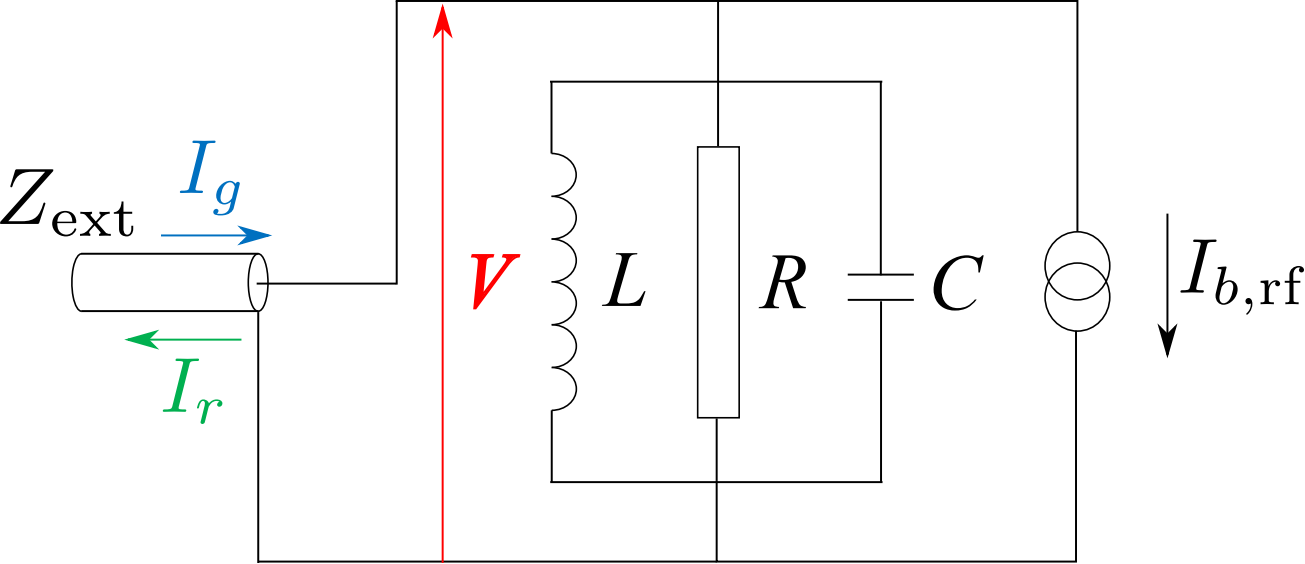 I_g
Z_ext
V
L
R
C
I_b,rf
I_r